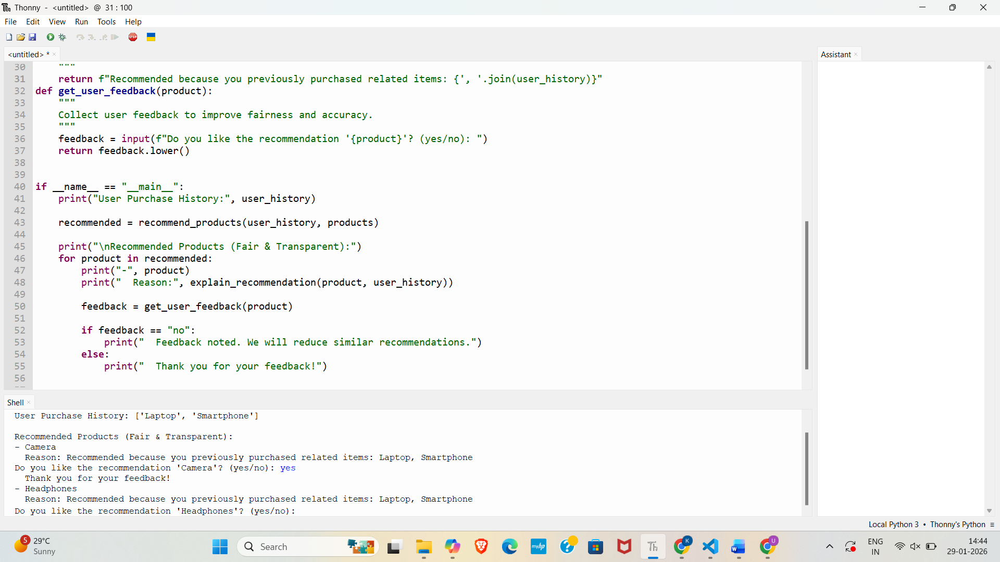 Thonny - <untitled> @ 31 : 100
File Edit View Run Tools Help
<untitled> *
30     """
31     return f"Recommended because you previously purchased related items: {', '.join(user_history)}"
32 def get_user_feedback(product):
33     """
34     Collect user feedback to improve fairness and accuracy.
35     """
36     feedback = input(f"Do you like the recommendation '{product}'? (yes/no): ")
37     return feedback.lower()
38
39
40 if __name__ == "__main__":
41     print("User Purchase History:", user_history)
42
43     recommended = recommend_products(user_history, products)
44
45     print("\nRecommended Products (Fair & Transparent):")
46     for product in recommended:
47         print("-", product)
48         print("  Reason:", explain_recommendation(product, user_history))
49
50         feedback = get_user_feedback(product)
51
52         if feedback == "no":
53             print("  Feedback noted. We will reduce similar recommendations.")
54         else:
55             print("  Thank you for your feedback!")
56
Shell
User Purchase History: ['Laptop', 'Smartphone']
Recommended Products (Fair & Transparent):
- Camera
  Reason: Recommended because you previously purchased related items: Laptop, Smartphone
Do you like the recommendation 'Camera'? (yes/no): yes
  Thank you for your feedback!
- Headphones
  Reason: Recommended because you previously purchased related items: Laptop, Smartphone
Do you like the recommendation 'Headphones'? (yes/no):
Assistant
Local Python 3 • Thonny's Python ≡
5
29°C
Sunny
Search
STOP
myhp
K
U
Th
W
ENG
IN
14:44
29-01-2026